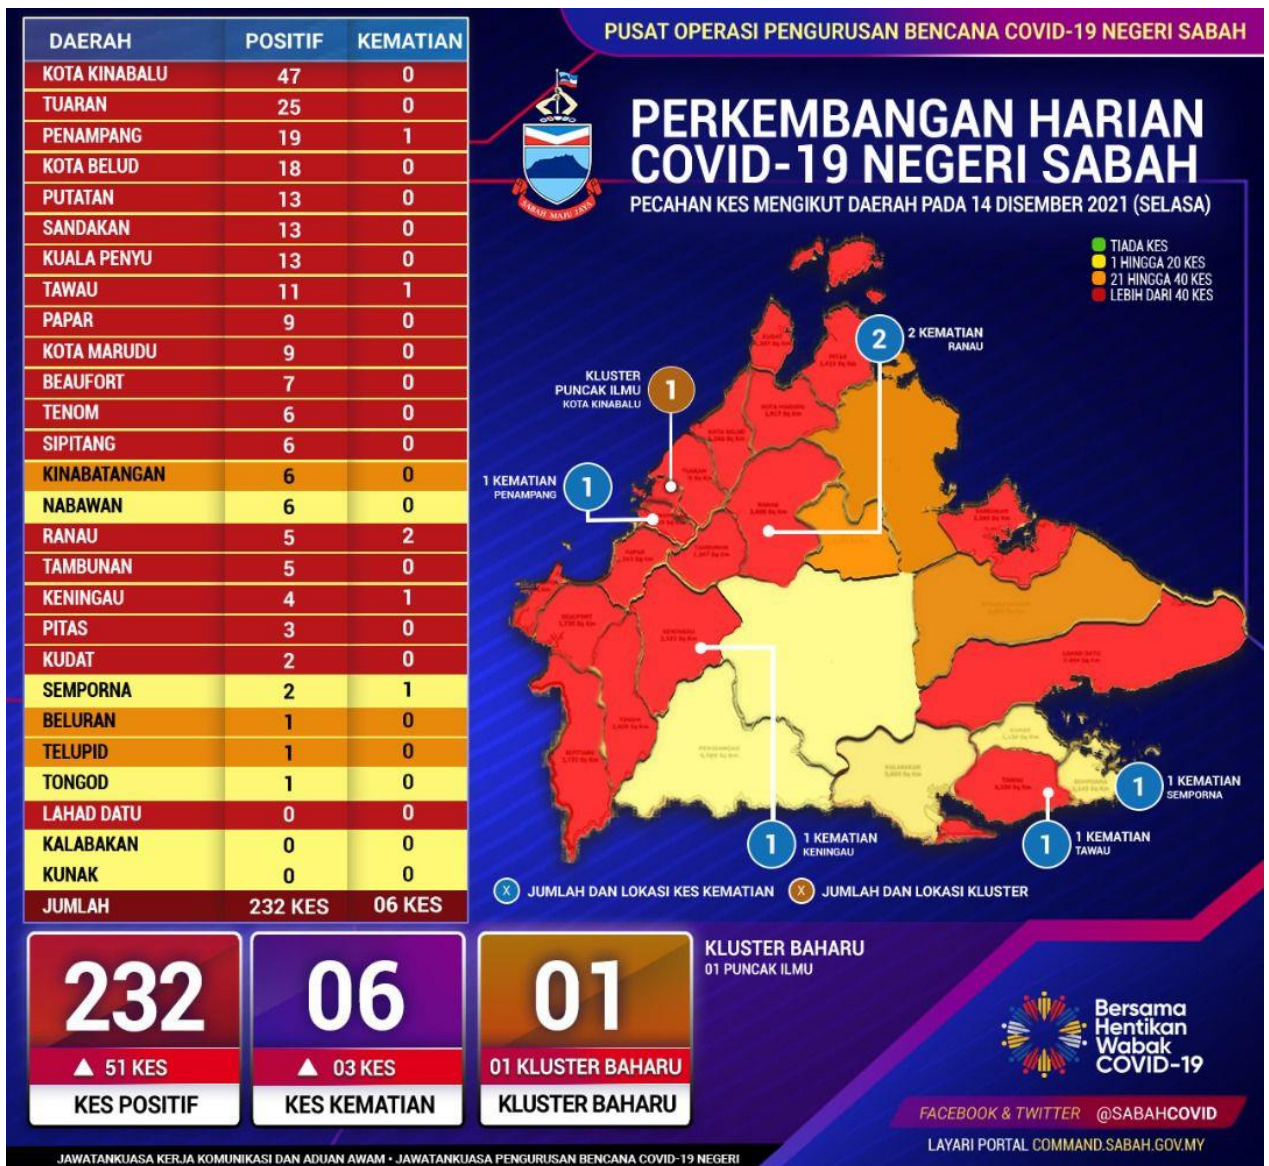 PUSAT OPERASI PENGURUSAN BENCANA COVID-19 NEGERI SABAH
PERKEMBANGAN HARIAN
COVID-19 NEGERI SABAH
PECAHAN KES MENGIKUT DAERAH PADA 14 DISEMBER 2021 (SELASA)
SABAH MAJU JAYA
DAERAH POSITIF KEMATIAN
KOTA KINABALU 47 0
TUARAN 25 0
PENAMPANG 19 1
KOTA BELUD 18 0
PUTATAN 13 0
SANDAKAN 13 0
KUALA PENYU 13 0
TAWAU 11 1
PAPAR 9 0
KOTA MARUDU 9 0
BEAUFORT 7 0
TENOM 6 0
SIPITANG 6 0
KINABATANGAN 6 0
NABAWAN 6 0
RANAU 5 2
TAMBUNAN 5 0
KENINGAU 4 1
PITAS 3 0
KUDAT 2 0
SEMPORNA 2 1
BELURAN 1 0
TELUPID 1 0
TONGOD 1 0
LAHAD DATU 0 0
KALABAKAN 0 0
KUNAK 0 0
JUMLAH 232 KES 06 KES
TIADA KES
1 HINGGA 20 KES
21 HINGGA 40 KES
LEBIH DARI 40 KES
2
2 KEMATIAN
RANAU
KLUSTER
PUNCAK ILMU
KOTA KINABALU
1
1 KEMATIAN
PENAMPANG
1
1
1 KEMATIAN
SEMPORNA
1
1 KEMATIAN
KENINGAU
1
1 KEMATIAN
TAWAU
X JUMLAH DAN LOKASI KES KEMATIAN
X JUMLAH DAN LOKASI KLUSTER
232
51 KES
KES POSITIF
06
03 KES
KES KEMATIAN
01
01 KLUSTER BAHARU
KLUSTER BAHARU
KLUSTER BAHARU
01 PUNCAK ILMU
Bersama
Hentikan
Wabak
COVID-19
FACEBOOK & TWITTER @SABAHCOVID
LAYARI PORTAL COMMAND.SABAH.GOV.MY
JAWATANKUASA KERJA KOMUNIKASI DAN ADUAN AWAM • JAWATANKUASA PENGURUSAN BENCANA COVID-19 NEGERI